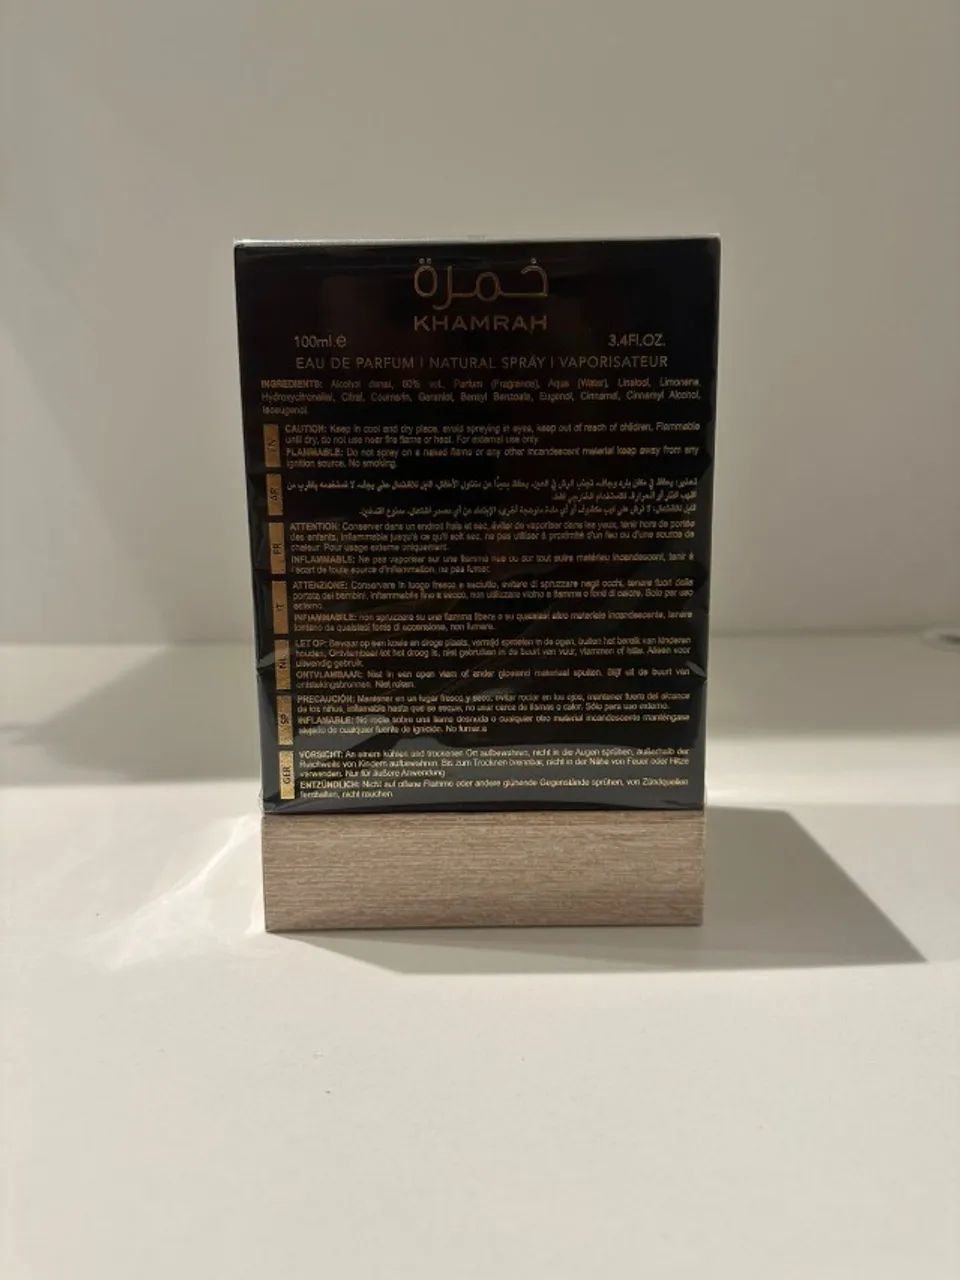 خمرة
KHAMRAH
100ml.e 3.4Fl.OZ.
EAU DE PARFUM | NATURAL SPRAY | VAPORISATEUR
INGREDIENTS: Alcohol denat, 80% vol., Parfum (Fragrance), Aqua (Water), Linalool, Limonene,
Hydroxycitronellal, Citral, Coumarin, Geraniol, Benzyl Benzoate, Eugenol, Cinnamal, Cinnamyl Alcohol,
Isoeugenol.
EN
CAUTION: Keep in cool and dry place, avoid spraying in eyes, keep out of reach of children, Flammable
until dry, do not use near fire flame or heat. For external use only.
FLAMMABLE: Do not spray on a naked flame or any other incandescent material keep away from any
ignition source. No smoking.
AR
FR
ATTENTION: Conserver dans un endroit frais et sec, éviter de vaporiser dans les yeux, tenir hors de portée
des enfants, inflammable jusqu'à ce qu'il soit sec, ne pas utiliser à proximité d'un feu ou d'une source de
chaleur. Pour usage externe uniquement.
INFLAMMABLE: Ne pas vaporiser sur une flamme nue ou sur tout autre matériel incandescent, tenir à
l'écart de toute source d'inflammation, ne pas fumer.
IT
ATTENZIONE: Conservare in luogo fresco e asciutto, evitare di spruzzare negli occhi, tenere fuori dalla
portata dei bambini, infiammabile fino a secco, non utilizzare vicino a fiamme o fonti di calore. Solo per uso
esterno.
INFIAMMABILE: non spruzzare su una fiamma libera o su qualsiasi altro materiale incandescente, tenere
lontano da qualsiasi fonte di accensione, non fumare.
NL
LET OP: Bewaar op een koele en droge plaats, vermijd sproeien in de ogen, buiten het bereik van kinderen
houden, Ontvlambaar tot het droog is, niet gebruiken in de buurt van vuur, vlammen of hitte. Alleen voor
uitwendig gebruik.
ONTVLAMBAAR: Niet in een open vlam of ander gloeiend materiaal spuiten. Blijf uit de buurt van
ontstekingsbronnen. Niet roken.
SP
PRECAUCIÓN: Mantener en un lugar fresco y seco, evitar rociar en los ojos, mantener fuera del alcance
de los niños, inflamable hasta que se seque, no usar cerca de llamas o calor. Sólo para uso externo.
INFLAMABLE: No rocíe sobre una llama desnuda o cualquier otro material incandescente manténgase
alejado de cualquier fuente de ignición. No fumar.
GER
VORSICHT: An einem kühlen und trockenen Ort aufbewahren, nicht in die Augen sprühen, außerhalb der
Reichweite von Kindern aufbewahren. Bis zum Trocknen brennbar, nicht in der Nähe von Feuer oder Hitze
verwenden. Nur für äußere Anwendung
ENTZÜNDLICH: Nicht auf offene Flamme oder andere glühende Gegenstände sprühen, von Zündquellen
fernhalten, nicht rauchen.